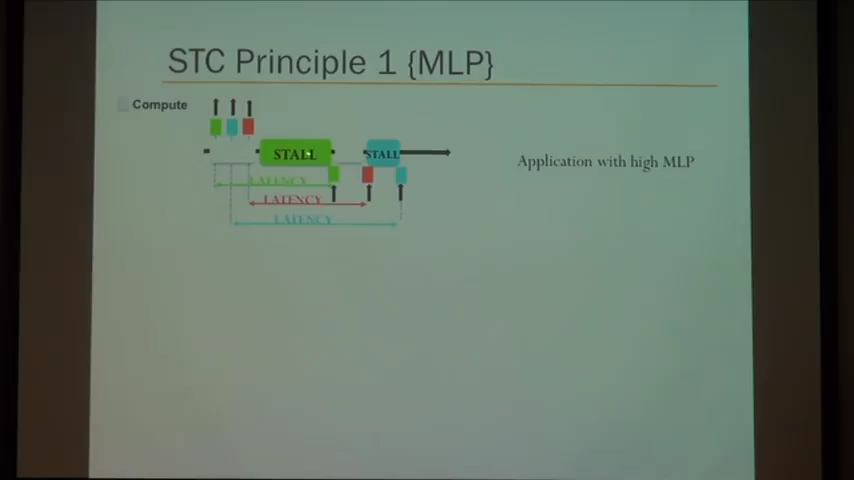 STC Principle 1 {MLP}
Compute
STALL
STALL
Application with high MLP
LATENCY
LATENCY
LATENCY